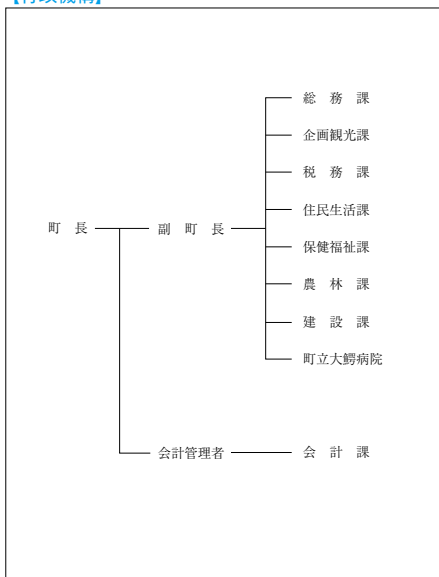 総務課
企画観光課
税務課
住民生活課
町長 副町長
保健福祉課
農林課
建設課
町立大鰐病院
会計管理者 会計課